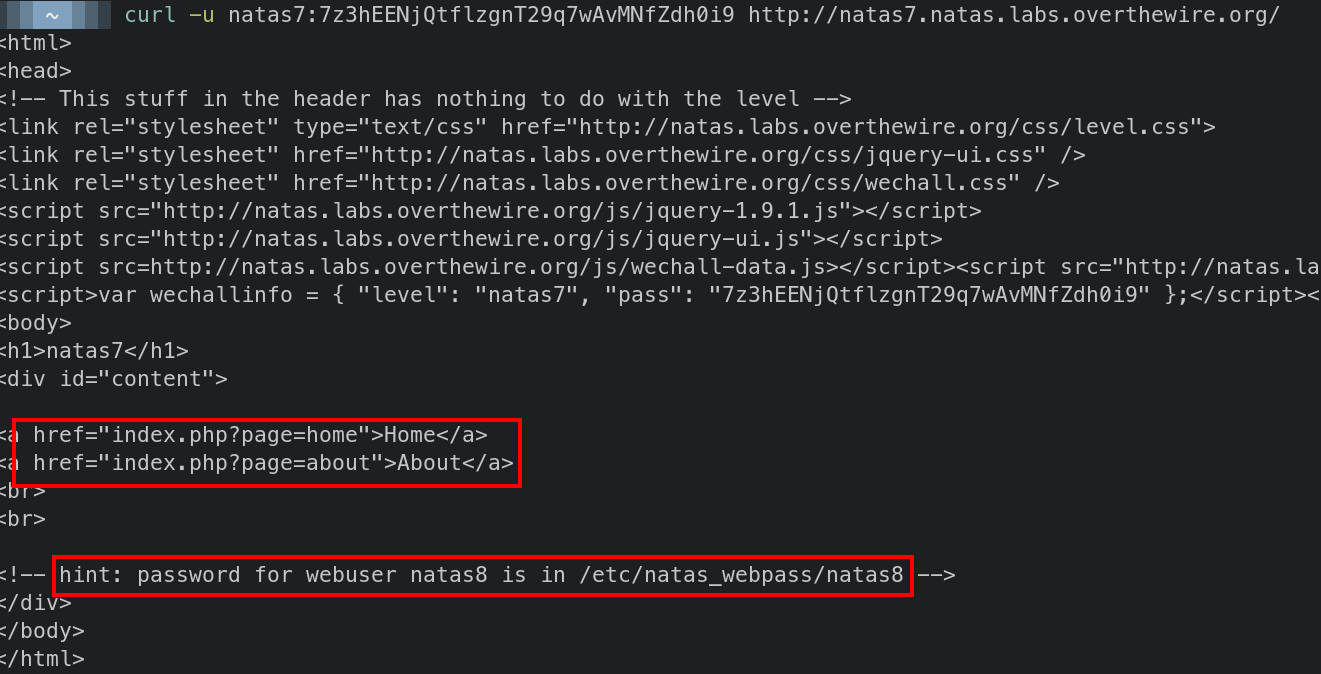 ~ curl -u natas7:7z3hEENjQtflzgnT29q7wAvMNfZdh0i9 http://natas7.natas.labs.overthewire.org/
<html>
<head>
<!-- This stuff in the header has nothing to do with the level -->
<link rel="stylesheet" type="text/css" href="http://natas.labs.overthewire.org/css/level.css">
<link rel="stylesheet" href="http://natas.labs.overthewire.org/css/jquery-ui.css" />
<link rel="stylesheet" href="http://natas.labs.overthewire.org/css/wechall.css" />
<script src="http://natas.labs.overthewire.org/js/jquery-1.9.1.js"></script>
<script src="http://natas.labs.overthewire.org/js/jquery-ui.js"></script>
<script src=http://natas.labs.overthewire.org/js/wechall-data.js></script><script src="http://natas.la
<script>var wechallinfo = { "level": "natas7", "pass": "7z3hEENjQtflzgnT29q7wAvMNfZdh0i9" };</script><
<body>
<h1>natas7</h1>
<div id="content">
<a href="index.php?page=home">Home</a>
<a href="index.php?page=about">About</a>
<br>
<br>
<!-- hint: password for webuser natas8 is in /etc/natas_webpass/natas8 -->
</div>
</body>
</html>